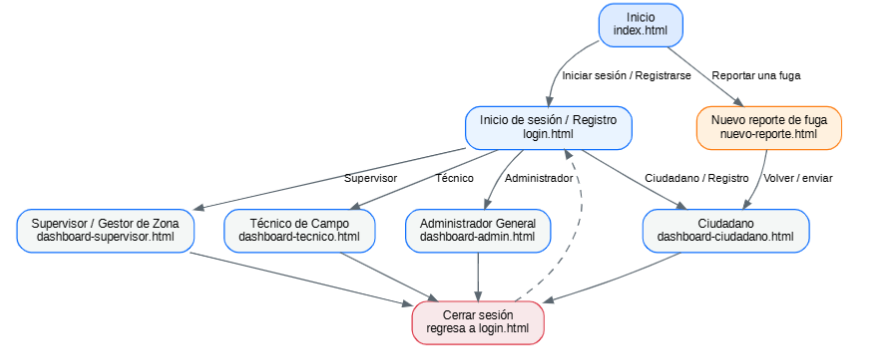 Inicio
index.html
Iniciar sesión / Registrarse
Reportar una fuga
Inicio de sesión / Registro
login.html
Nuevo reporte de fuga
nuevo-reporte.html
Supervisor
Técnico
Administrador
Ciudadano / Registro
Volver / enviar
Supervisor / Gestor de Zona
dashboard-supervisor.html
Técnico de Campo
dashboard-tecnico.html
Administrador General
dashboard-admin.html
Ciudadano
dashboard-ciudadano.html
Cerrar sesión
regresa a login.html